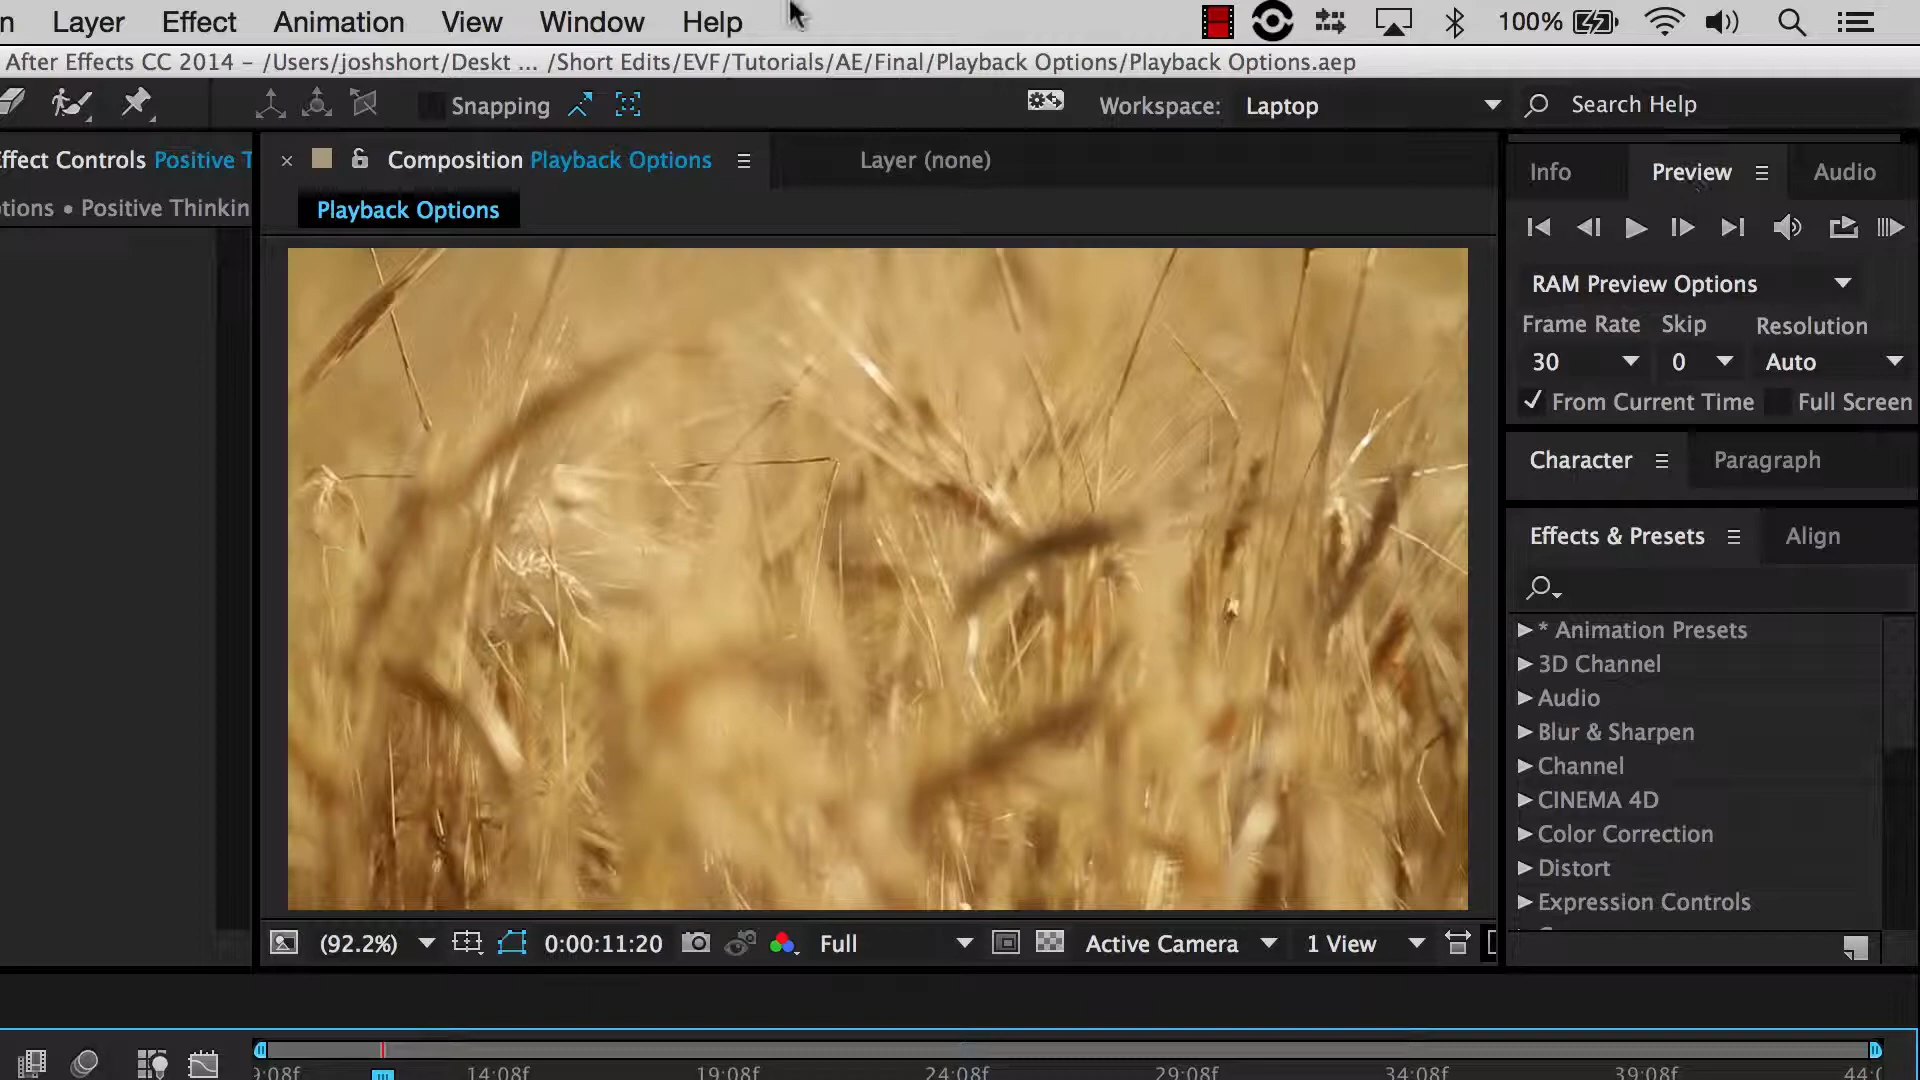 Layer Effect Animation View Window Help 100%
After Effects CC 2014 – /Users/joshshort/Deskt ... /Short Edits/EVF/Tutorials/AE/Final/Playback Options/Playback Options.aep
Snapping Workspace: Laptop Search Help
ffect Controls Positive T
Composition Playback Options Layer (none)
Info Preview Audio
tions • Positive Thinkin
Playback Options
RAM Preview Options
Frame Rate Skip Resolution
30 0 Auto
From Current Time Full Screen
Character Paragraph
Effects & Presets Align
* Animation Presets
3D Channel
Audio
Blur & Sharpen
Channel
CINEMA 4D
Color Correction
Distort
Expression Controls
(92.2%) 0:00:11:20 Full Active Camera 1 View
9:08f 14:08f 19:08f 24:08f 29:08f 34:08f 39:08f 44: